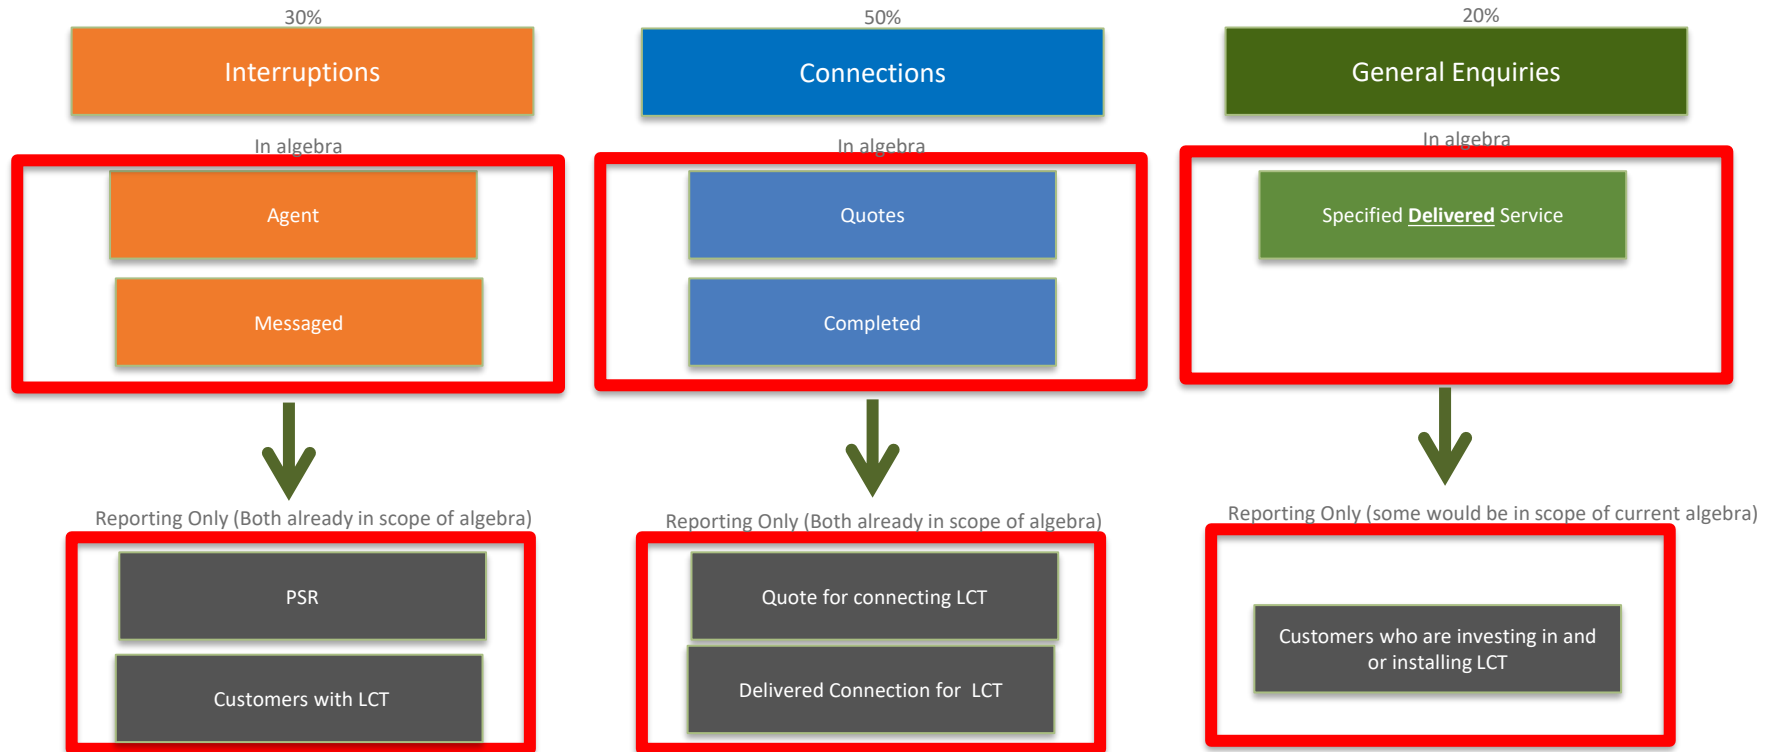 30%
Interruptions
In algebra
Agent
Messaged
Reporting Only (Both already in scope of algebra)
PSR
Customers with LCT
50%
Connections
In algebra
Quotes
Completed
Reporting Only (Both already in scope of algebra)
Quote for connecting LCT
Delivered Connection for LCT
20%
General Enquiries
In algebra
Specified Delivered Service
Reporting Only (some would be in scope of current algebra)
Customers who are investing in and
or installing LCT